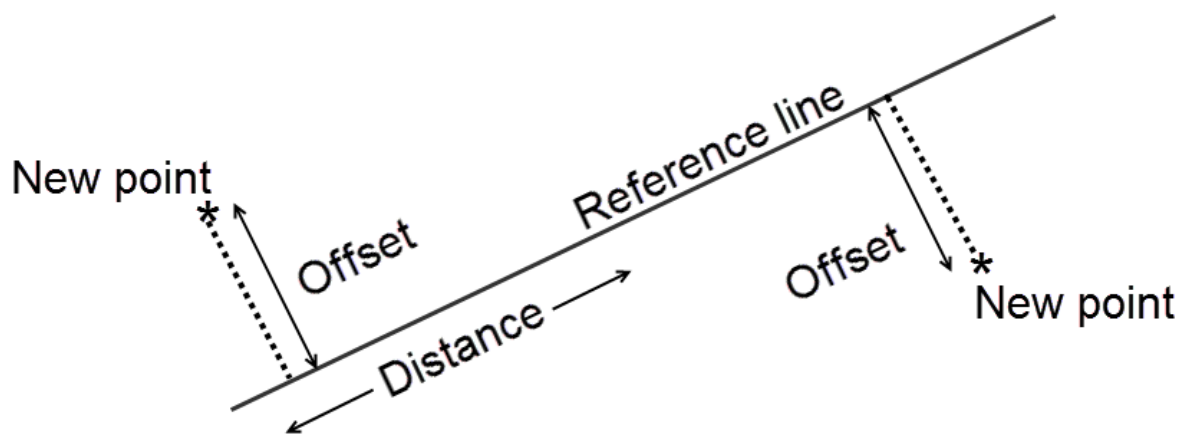 Reference line
New point
*
Offset
Distance
Offset
*
New point